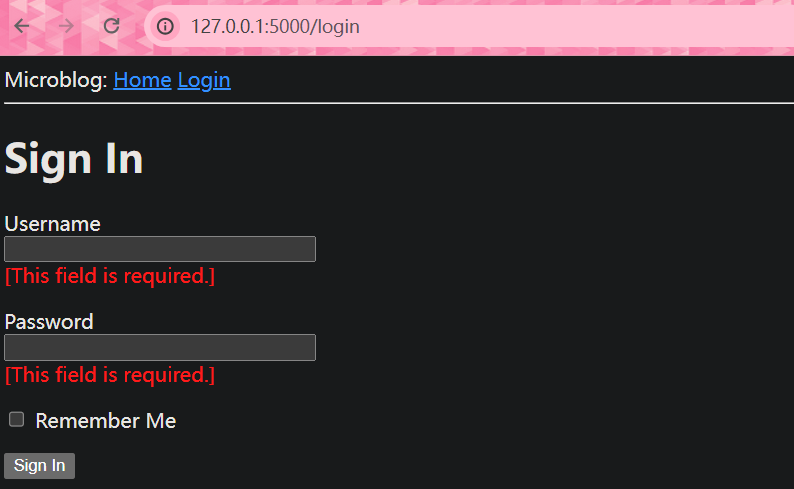 127.0.0.1:5000/login
Microblog: Home Login
Sign In
Username
[This field is required.]
Password
[This field is required.]
Remember Me
Sign In